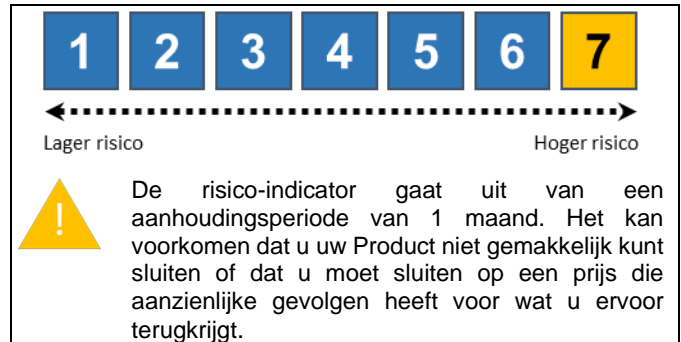 1 2 3 4 5 6 7
Lager risico Hoger risico
! De risico-indicator gaat uit van een
aanhoudingsperiode van 1 maand. Het kan
voorkomen dat u uw Product niet gemakkelijk kunt
sluiten of dat u moet sluiten op een prijs die
aanzienlijke gevolgen heeft voor wat u ervoor
terugkrijgt.